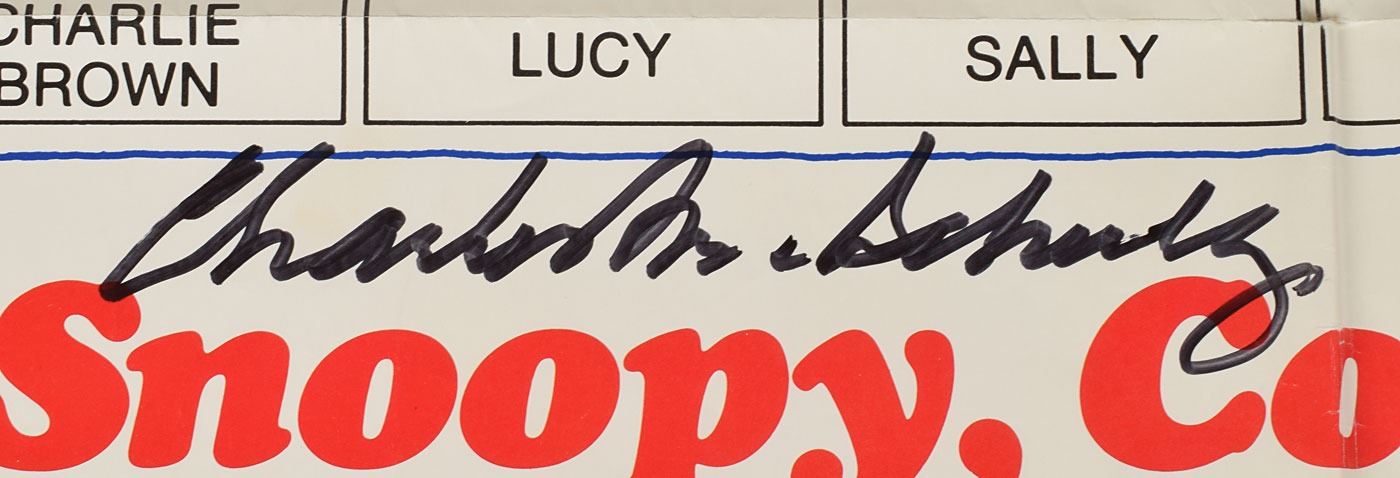 CHARLIE
BROWN
LUCY
SALLY
Charles M. Schulz
Snoopy, Co